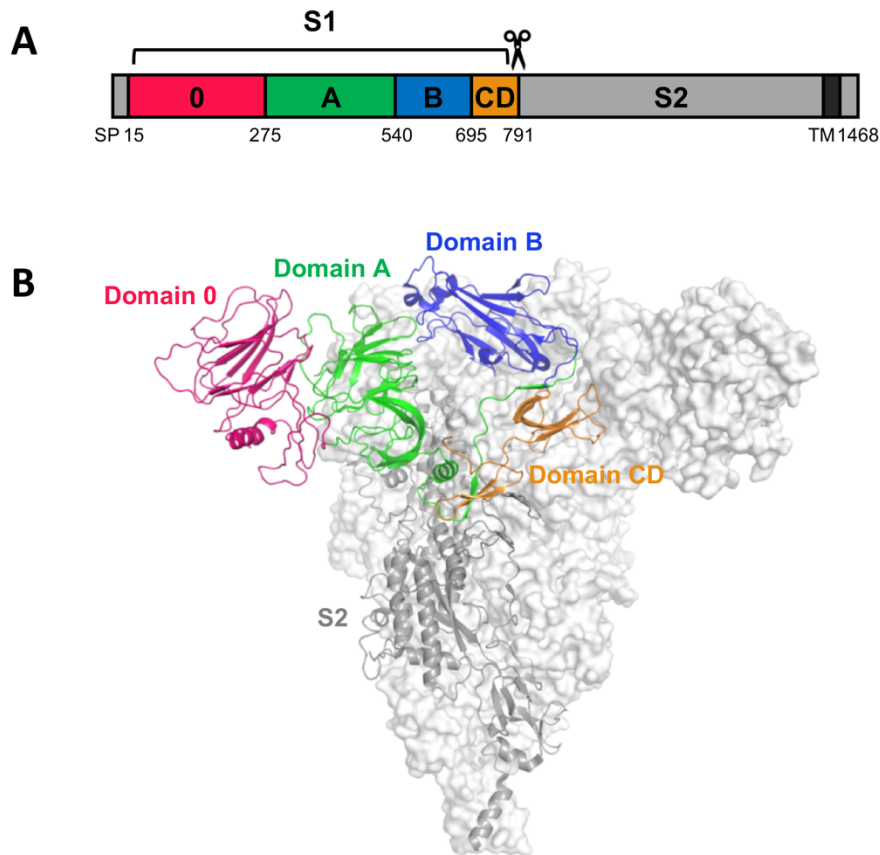 A
S1
0 A B CD S2
SP 15 275 540 695 791 TM 1468
B
Domain B
Domain A
Domain 0
Domain CD
S2